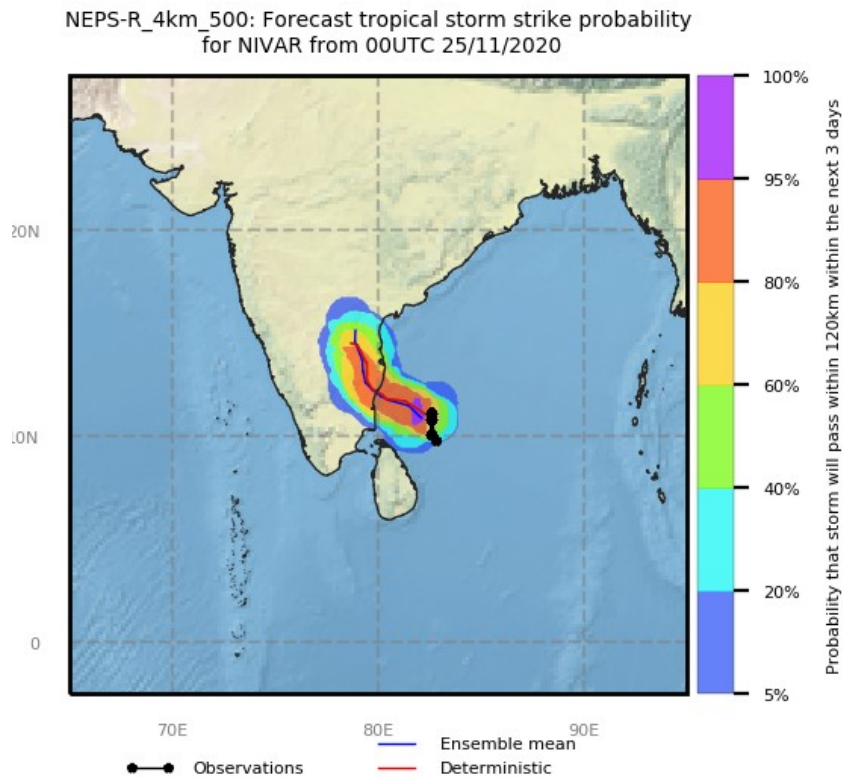 NEPS-R_4km_500: Forecast tropical storm strike probability
for NIVAR from 00UTC 25/11/2020
100%
95%
80%
60%
40%
20%
5%
Probability that storm will pass within 120km within the next 3 days
20N
10N
0
70E
80E
90E
Observations
Ensemble mean
Deterministic